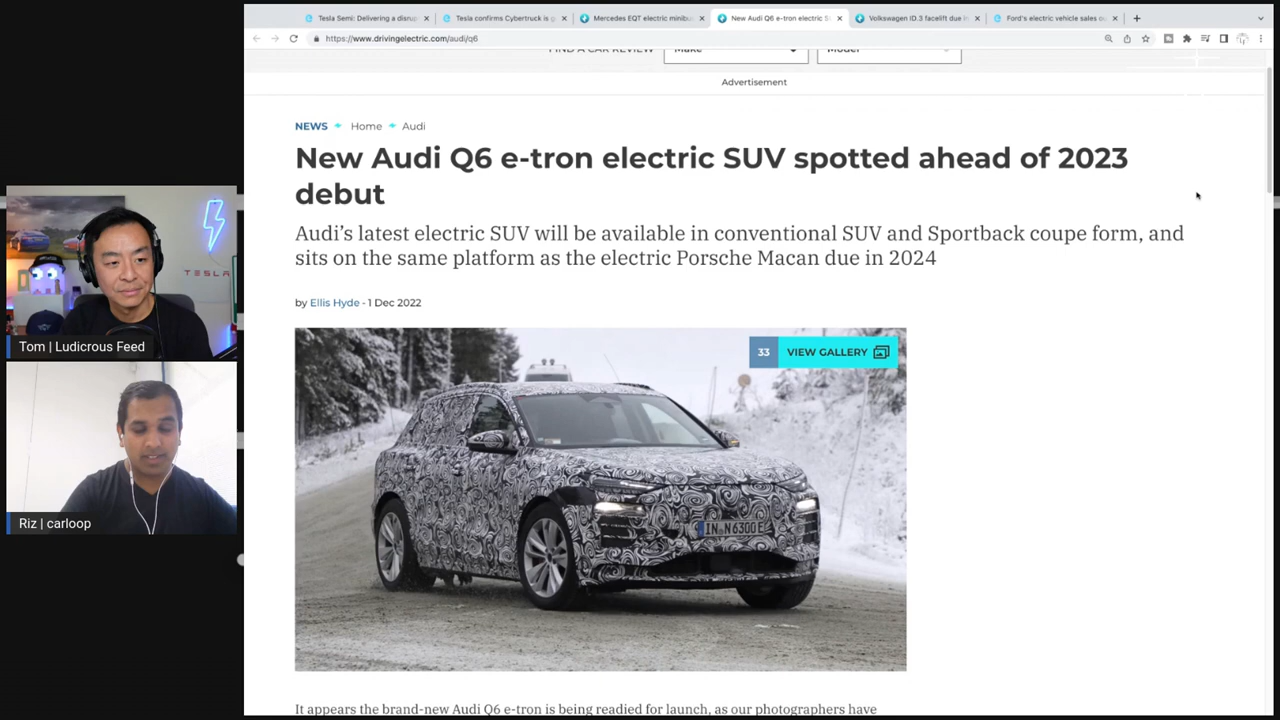 Tesla Semi: Delivering a disrup
Tesla confirms Cybertruck is g
Mercedes EQT electric minibu
New Audi Q6 e-tron electric S
Volkswagen ID.3 facelift due in
Ford's electric vehicle sales o
https://www.drivingelectric.com/audi/q6
FIND A CAR REVIEW
Make
Model
Advertisement
NEWS Home Audi
New Audi Q6 e-tron electric SUV spotted ahead of 2023
debut
Audi's latest electric SUV will be available in conventional SUV and Sportback coupe form, and
sits on the same platform as the electric Porsche Macan due in 2024
by Ellis Hyde - 1 Dec 2022
33 VIEW GALLERY
IN N 6300E
It appears the brand-new Audi Q6 e-tron is being readied for launch, as our photographers have
TESLA
Tom | Ludicrous Feed
Riz | carloop